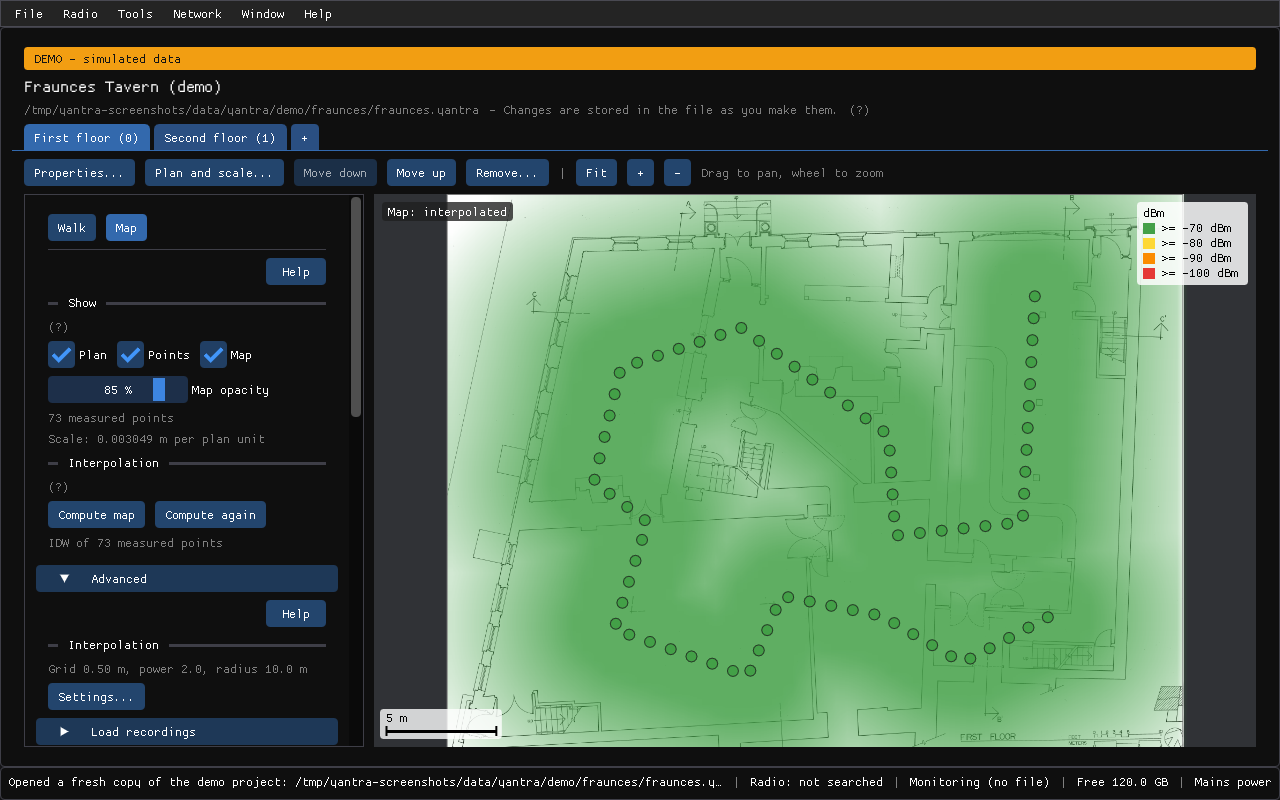 File Radio Tools Network Window Help
DEMO - simulated data
Fraunces Tavern (demo)
/tmp/yantra-screenshots/data/yantra/demo/fraunces/fraunces.yantra - Changes are stored in the file as you make them. (?)
First floor (0) Second floor (1) +
Properties... Plan and scale... Move down Move up Remove... | Fit + - Drag to pan, wheel to zoom
Walk Map
Help
Show
(?)
Plan Points Map
85 % Map opacity
73 measured points
Scale: 0.003049 m per plan unit
Interpolation
(?)
Compute map Compute again
IDW of 73 measured points
Advanced
Help
Interpolation
Grid 0.50 m, power 2.0, radius 10.0 m
Settings...
Load recordings
Map: interpolated
dBm
>= -70 dBm
>= -80 dBm
>= -90 dBm
>= -100 dBm
A
B
C
C'
5 m
FIRST FLOOR
FEET
METERS
Opened a fresh copy of the demo project: /tmp/yantra-screenshots/data/yantra/demo/fraunces/fraunces.y… | Radio: not searched | Monitoring (no file) | Free 120.0 GB | Mains power